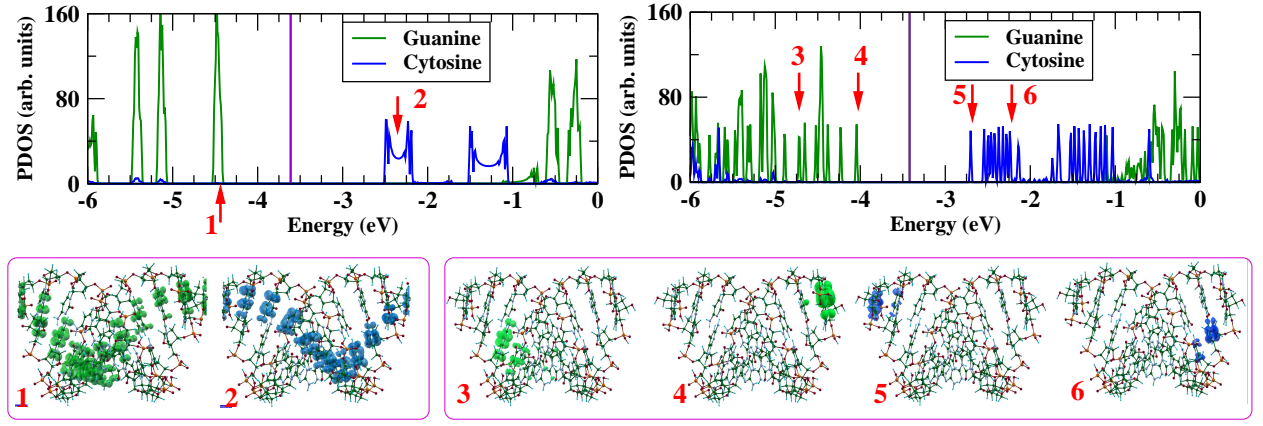 160
80
0
PDOS (arb. units)
Guanine
Cytosine
2
1
-6 -5 -4 -3 -2 -1 0
Energy (eV)
160
80
0
PDOS (arb. units)
Guanine
Cytosine
3 4
5 6
-6 -5 -4 -3 -2 -1 0
Energy (eV)
1 2 3 4 5 6